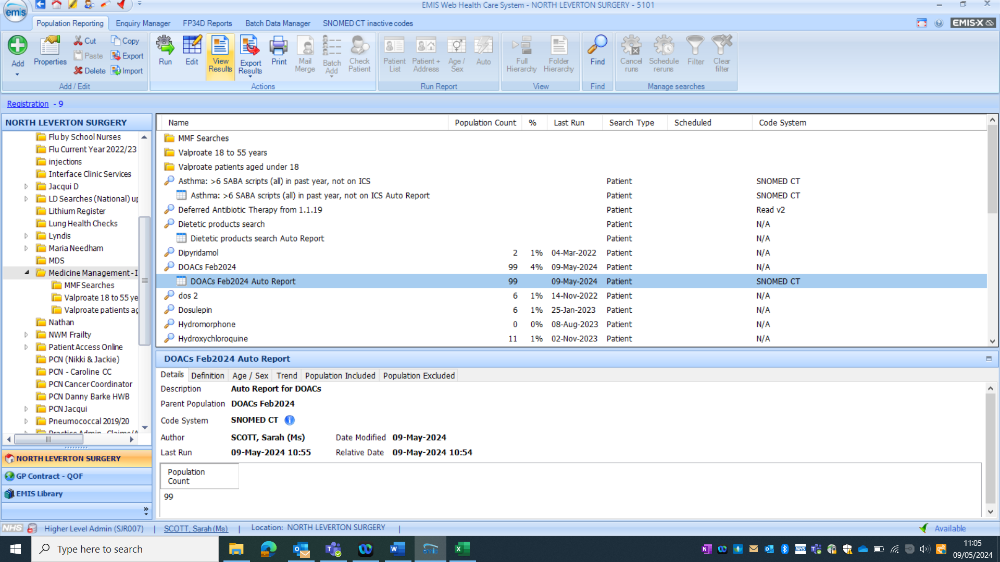 emis
EMIS Web Health Care System - NORTH LEVERTON SURGERY - 5101
Population Reporting
Enquiry Manager
FP34D Reports
Batch Data Manager
SNOMED CT inactive codes
EMIS-X
Add
Properties
Cut
Copy
Paste
Export
Delete
Import
Add / Edit
Run
Edit
View Results
Export Results
Print
Mail Merge
Batch Add
Check Patient
Actions
Patient List
Patient + Address
Age / Sex
Auto
Run Report
Full Hierarchy
Folder Hierarchy
View
Find
Find
Cancel runs
Schedule reruns
Filter
Clear filter
Manage searches
Registration - 9
NORTH LEVERTON SURGERY
Flu by School Nurses
Flu Current Year 2022/23
injections
Interface Clinic Services
Jacqui D
LD Searches (National) up
Lithium Register
Lung Health Checks
Lyndis
Maria Needham
MDS
Medicine Management - I
MMF Searches
Valproate 18 to 55 ye
Valproate patients ag
Nathan
NWM Frailty
Patient Access Online
PCN (Nikki & Jackie)
PCN - Caroline CC
PCN Cancer Coordinator
PCN Danny Barke HWB
PCN Jacqui
Pneumococcal 2019/20
Practice Admin - Claims/A
NORTH LEVERTON SURGERY
GP Contract - QOF
EMIS Library
Name Population Count % Last Run Search Type Scheduled Code System
MMF Searches
Valproate 18 to 55 years
Valproate patients aged under 18
Asthma: >6 SABA scripts (all) in past year, not on ICS Patient SNOMED CT
Asthma: >6 SABA scripts (all) in past year, not on ICS Auto Report Patient SNOMED CT
Deferred Antibiotic Therapy from 1.1.19 Patient Read v2
Dietetic products search Patient N/A
Dietetic products search Auto Report Patient N/A
Dipyridamol 2 1% 04-Mar-2022 Patient N/A
DOACs Feb2024 99 4% 09-May-2024 Patient N/A
DOACs Feb2024 Auto Report 99 09-May-2024 Patient SNOMED CT
dos 2 6 1% 14-Nov-2022 Patient N/A
Dosulepin 6 1% 25-Jan-2023 Patient N/A
Hydromorphone 0 0% 08-Aug-2023 Patient N/A
Hydroxychloroquine 11 1% 02-Nov-2023 Patient N/A
DOACs Feb2024 Auto Report
Details Definition Age / Sex Trend Population Included Population Excluded
Description Auto Report for DOACs
Parent Population DOACs Feb2024
Code System SNOMED CT
Author SCOTT, Sarah (Ms) Date Modified 09-May-2024
Last Run 09-May-2024 10:55 Relative Date 09-May-2024 10:54
Population
Count
99
NHS Higher Level Admin (SJR007) | SCOTT, Sarah (Ms) | Location: NORTH LEVERTON SURGERY |
Available
Type here to search
11:05
09/05/2024